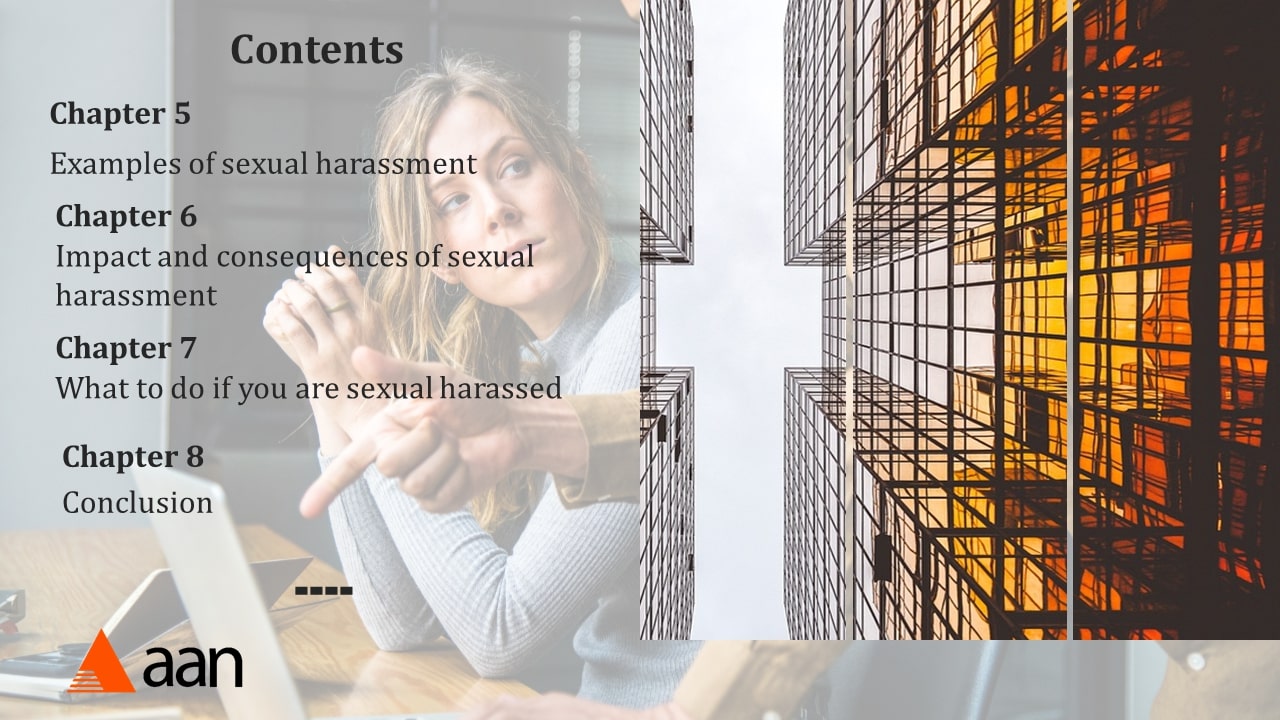 Contents
Chapter 5
Examples of sexual harassment
Chapter 6
Impact and consequences of sexual
harassment
Chapter 7
What to do if you are sexual harassed
Chapter 8
Conclusion
----
aan